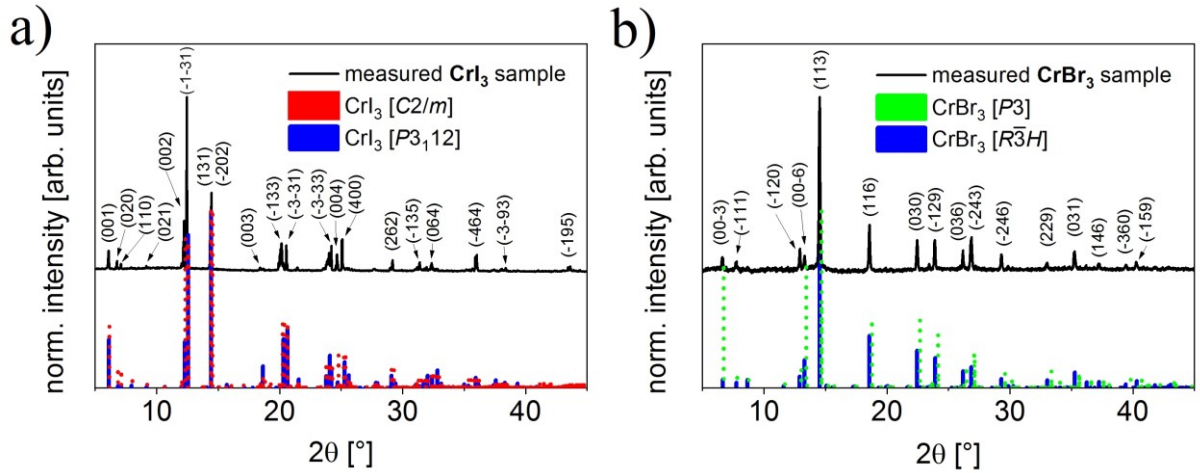 a)
norm. intensity [arb. units]
measured CrI₃ sample
CrI₃ [C2/m]
CrI₃ [P3₁12]
(001)
(020)
(110)
(021)
(002)
(-1-31)
(131)
(-202)
(003)
(-133)
(-3-31)
(-3-33)
(004)
(400)
(262)
(-135)
(064)
(-464)
(-3-93)
(-195)
10 20 30 40
2θ [°]
b)
norm. intensity [arb. units]
measured CrBr₃ sample
CrBr₃ [P3]
CrBr₃ [R3̅H]
(00-3)
(-111)
(-120)
(00-6)
(113)
(116)
(030)
(-129)
(036)
(-243)
(-246)
(229)
(031)
(146)
(-360)
(-159)
10 20 30 40
2θ [°]